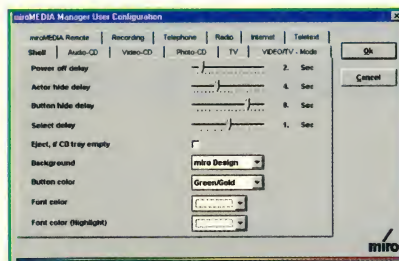 miroMEDIA Manager User Configuration
miroMEDIA Remote Recording Telephone Radio Internet Teletext
Shell Audio-CD Video-CD Photo-CD TV VIDEO/TV - Mode
Ok
Power off delay 2. Sec
Cancel
Actor hide delay 4. Sec
Button hide delay 8. Sec
Select delay 1. Sec
Eject, if CD tray empty
Background miro Design
Button color Green/Gold
Font color
Font color (Highlight)
miro